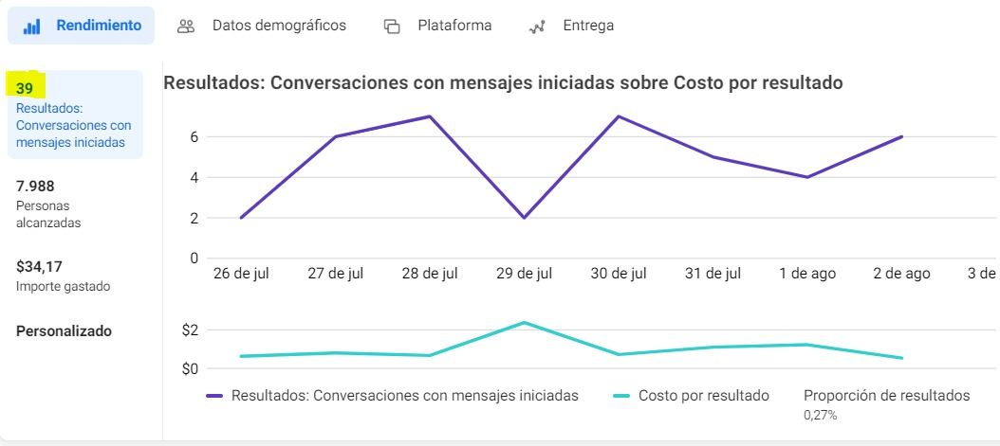 Rendimiento
Datos demográficos
Plataforma
Entrega
39
Resultados:
Conversaciones con
mensajes iniciadas
7.988
Personas
alcanzadas
$34,17
Importe gastado
Personalizado
Resultados: Conversaciones con mensajes iniciadas sobre Costo por resultado
6
4
2
0
26 de jul
27 de jul
28 de jul
29 de jul
30 de jul
31 de jul
1 de ago
2 de ago
3 de
$2
$0
Resultados: Conversaciones con mensajes iniciadas
Costo por resultado
Proporción de resultados
0,27%